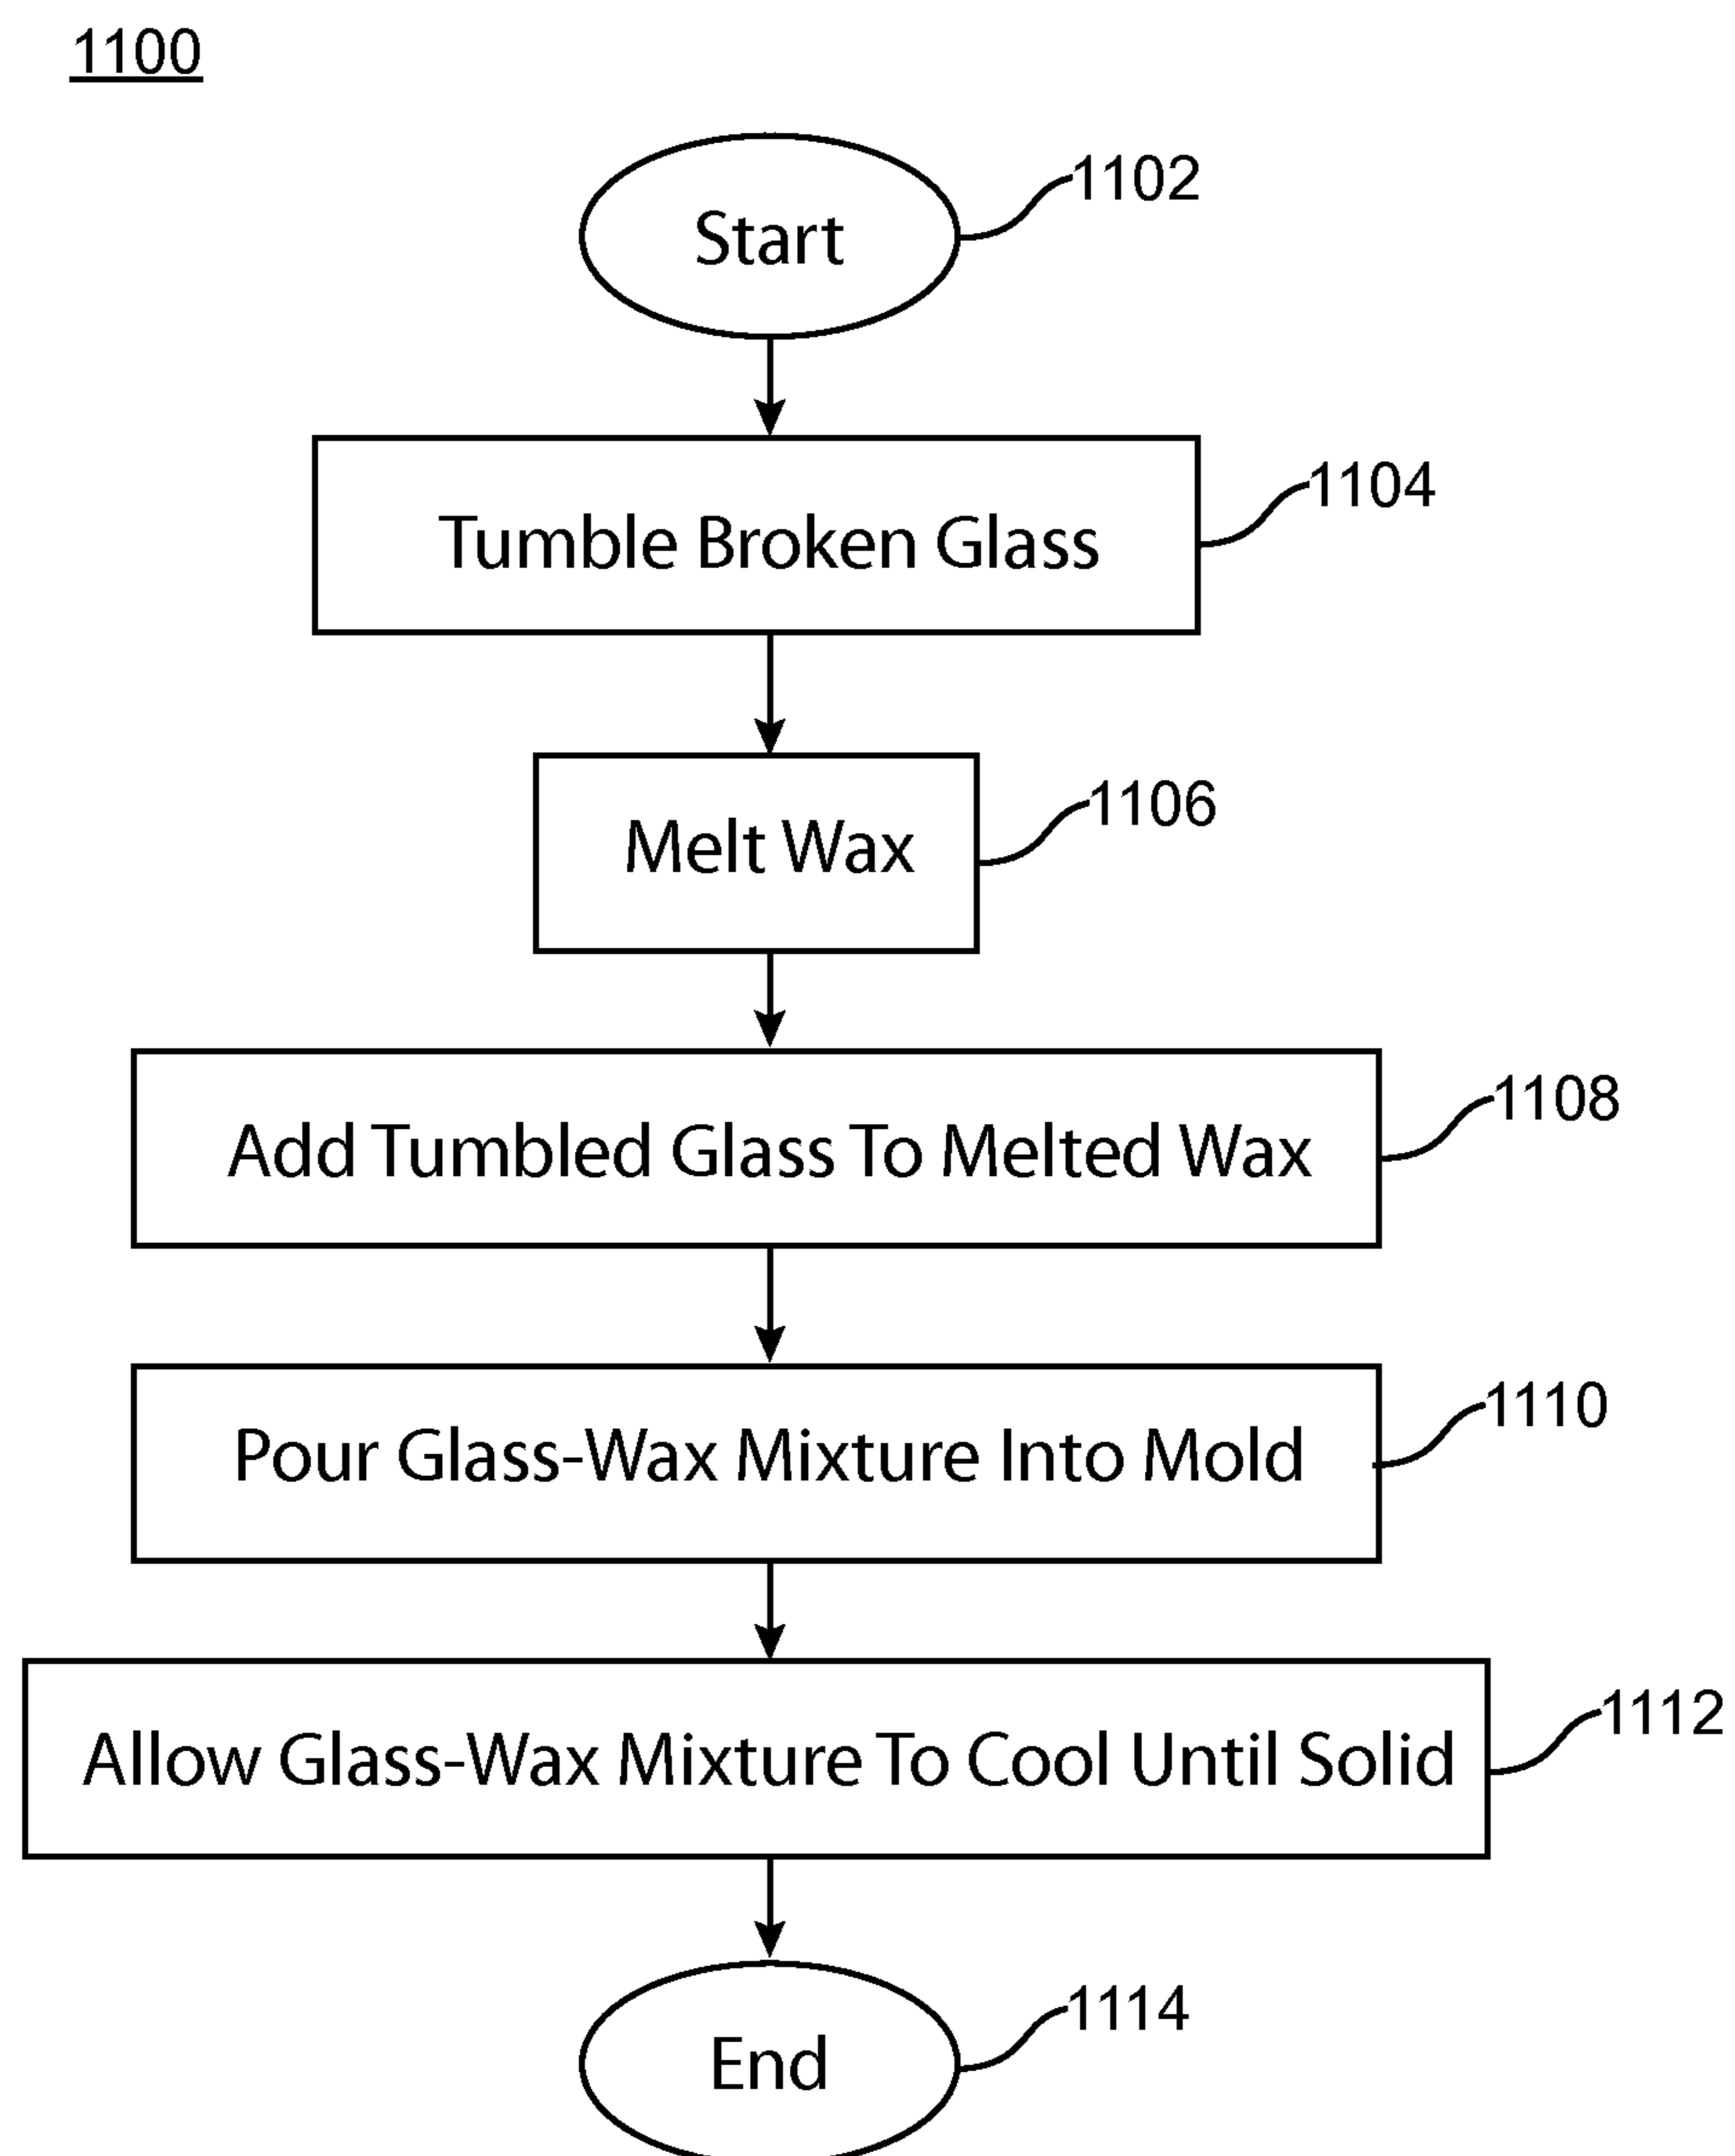 1100
Start
1102
Tumble Broken Glass
1104
Melt Wax
1106
Add Tumbled Glass To Melted Wax
1108
Pour Glass-Wax Mixture Into Mold
1110
Allow Glass-Wax Mixture To Cool Until Solid
1112
End
1114